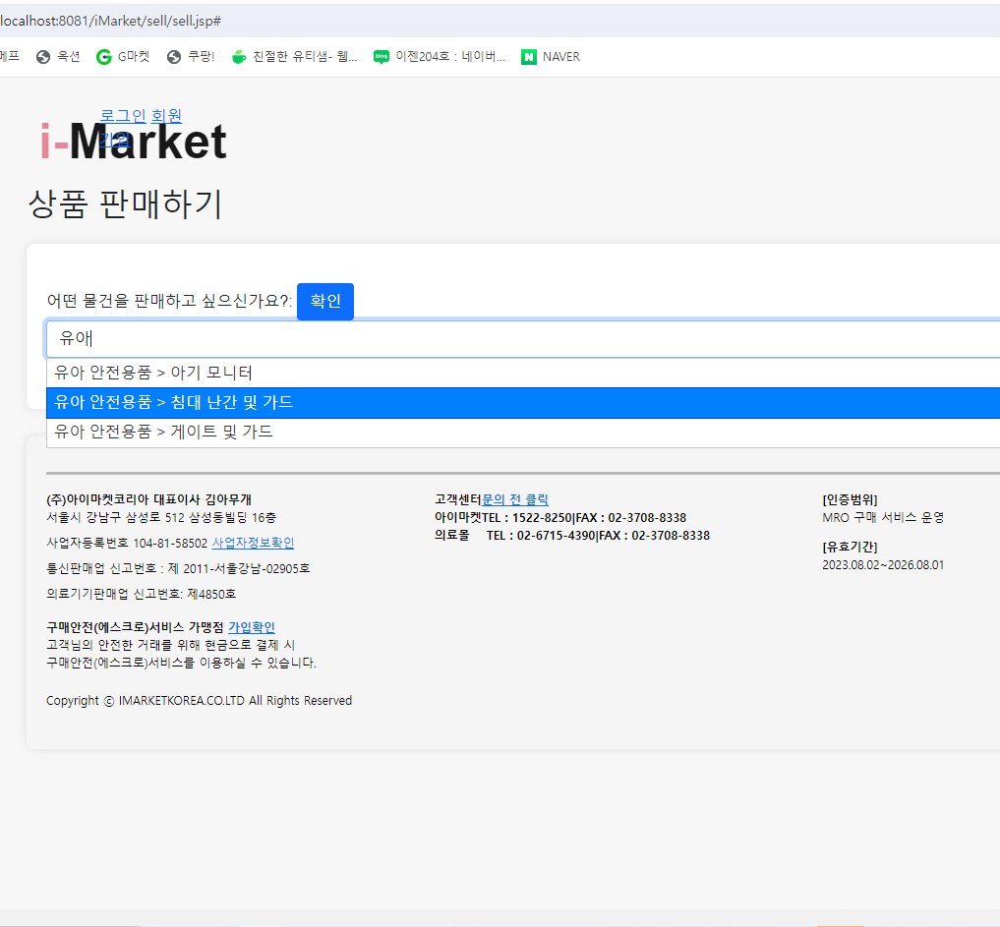 localhost:8081/iMarket/sell/sell.jsp#
메프 옥션 G마켓 쿠팡! 친절한 유티샘- 웹... 이젠204호 : 네이버... NAVER
로그인 회원
가입
i-Market
상품 판매하기
어떤 물건을 판매하고 싶으신가요?: 확인
유아
유아 안전용품 > 아기 모니터
유아 안전용품 > 침대 난간 및 가드
유아 안전용품 > 게이트 및 가드
(주)아이마켓코리아 대표이사 김아무개
서울시 강남구 삼성로 512 삼성동빌딩 16층
사업자등록번호 104-81-58502 사업자정보확인
통신판매업 신고번호 : 제 2011-서울강남-02905호
의료기기판매업 신고번호: 제4850호
구매안전(에스크로)서비스 가맹점 가입확인
고객님의 안전한 거래를 위해 현금으로 결제 시
구매안전(에스크로)서비스를 이용하실 수 있습니다.
Copyright ⓒ IMARKETKOREA.CO.LTD All Rights Reserved
고객센터문의 전 클릭
아이마켓TEL : 1522-8250|FAX : 02-3708-8338
의료몰 TEL : 02-6715-4390|FAX : 02-3708-8338
[인증범위]
MRO 구매 서비스 운영
[유효기간]
2023.08.02~2026.08.01